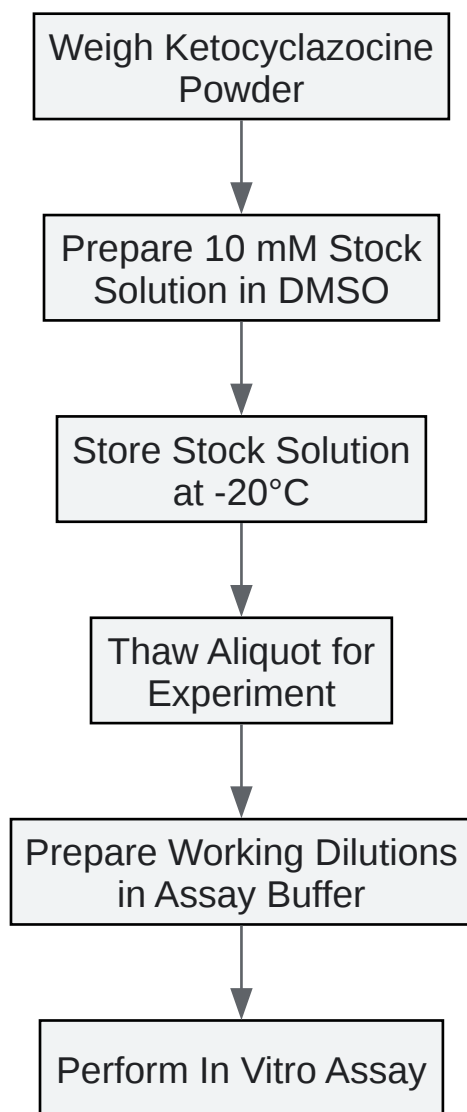 Weigh Ketocyclazocine
Powder
Prepare 10 mM Stock
Solution in DMSO
Store Stock Solution
at -20°C
Thaw Aliquot for
Experiment
Prepare Working Dilutions
in Assay Buffer
Perform In Vitro Assay